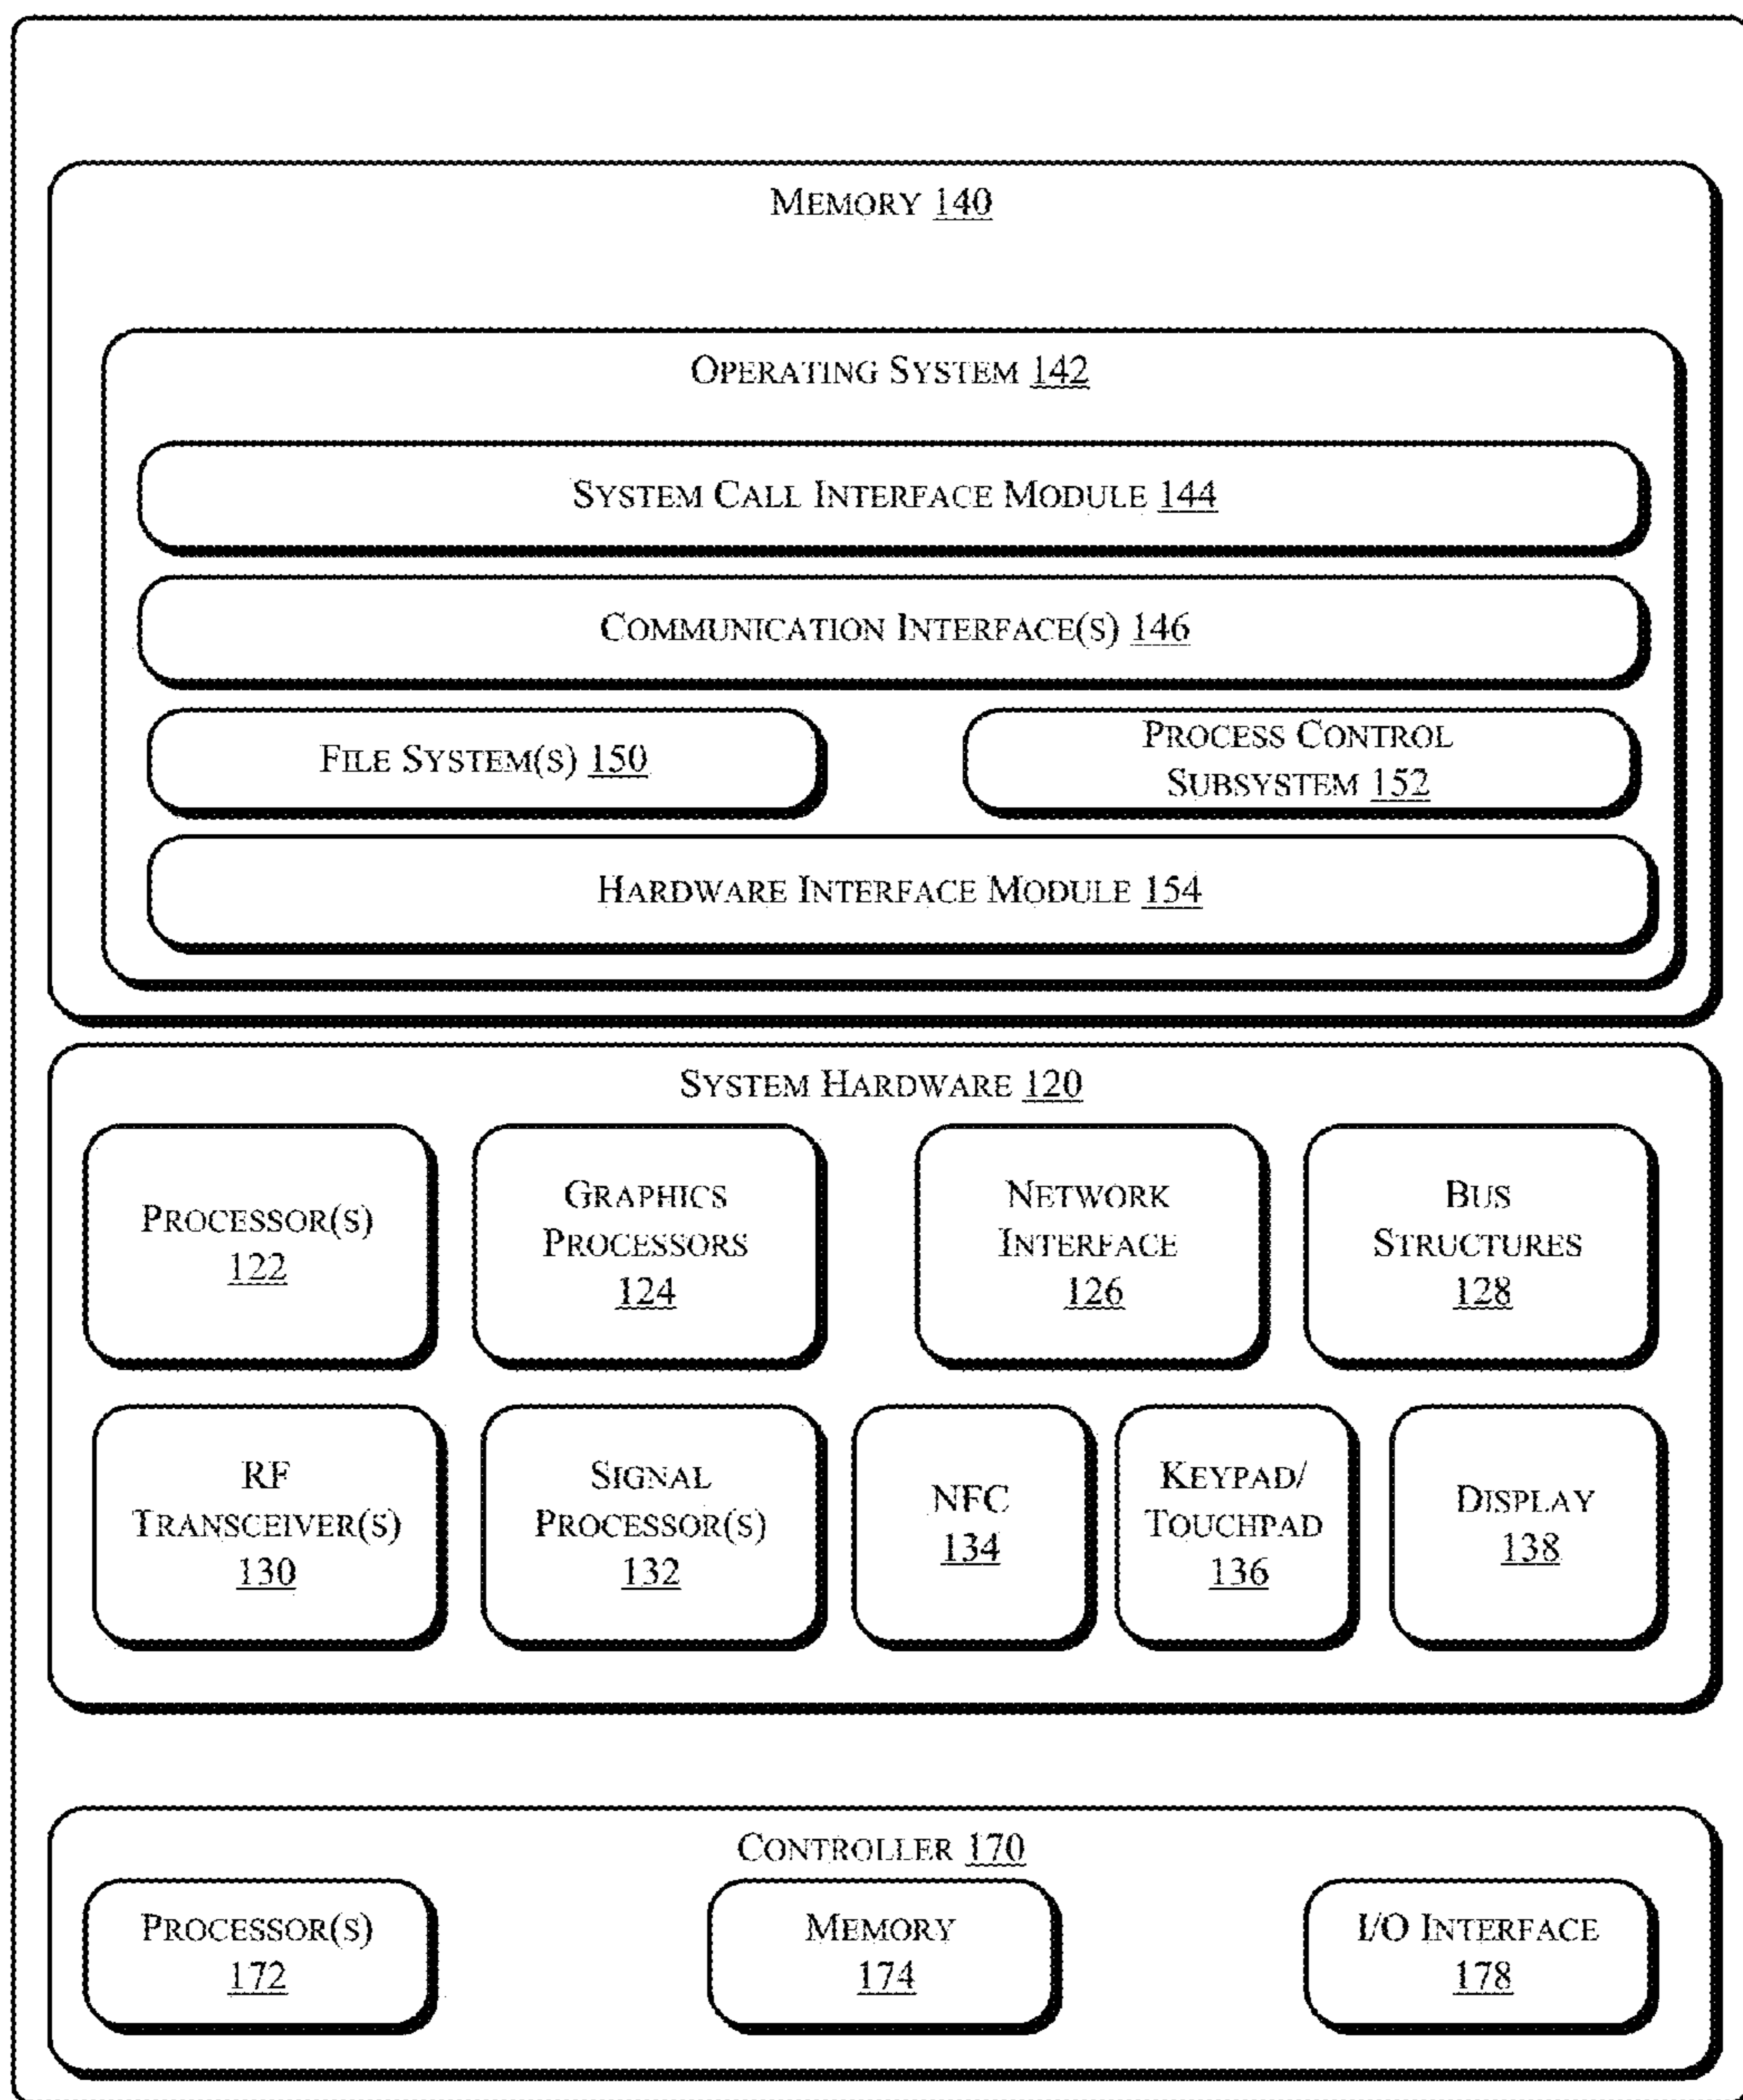 MEMORY 140
OPERATING SYSTEM 142
SYSTEM CALL INTERFACE MODULE 144
COMMUNICATION INTERFACE(S) 146
FILE SYSTEM(S) 150
PROCESS CONTROL
SUBSYSTEM 152
HARDWARE INTERFACE MODULE 154
SYSTEM HARDWARE 120
PROCESSOR(S)
122
GRAPHICS
PROCESSORS
124
NETWORK
INTERFACE
126
BUS
STRUCTURES
128
RF
TRANSCEIVER(S)
130
SIGNAL
PROCESSOR(S)
132
NFC
134
KEYPAD/
TOUCHPAD
136
DISPLAY
138
CONTROLLER 170
PROCESSOR(S)
172
MEMORY
174
I/O INTERFACE
178